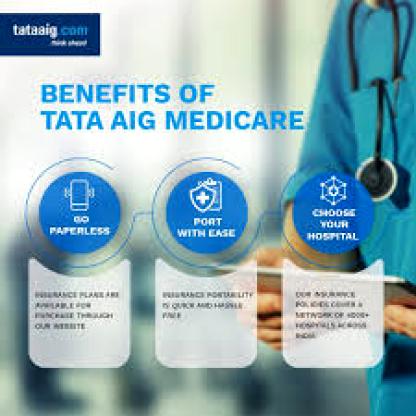 tataaig.com
think ahead
BENEFITS OF
TATA AIG MEDICARE
GO
PAPERLESS
PORT
WITH EASE
CHOOSE
YOUR
HOSPITAL
INSURANCE PLANS ARE
AVAILABLE FOR
PURCHASE THROUGH
OUR WEBSITE
INSURANCE PORTABILITY
IS QUICK AND HASSLE
FREE
OUR INSURANCE
POLICIES COVER A
NETWORK OF 4000+
HOSPITALS ACROSS
INDIA